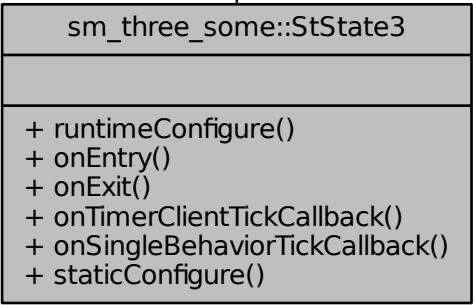 sm_three_some::StState3
+ runtimeConfigure()
+ onEntry()
+ onExit()
+ onTimerClientTickCallback()
+ onSingleBehaviorTickCallback()
+ staticConfigure()